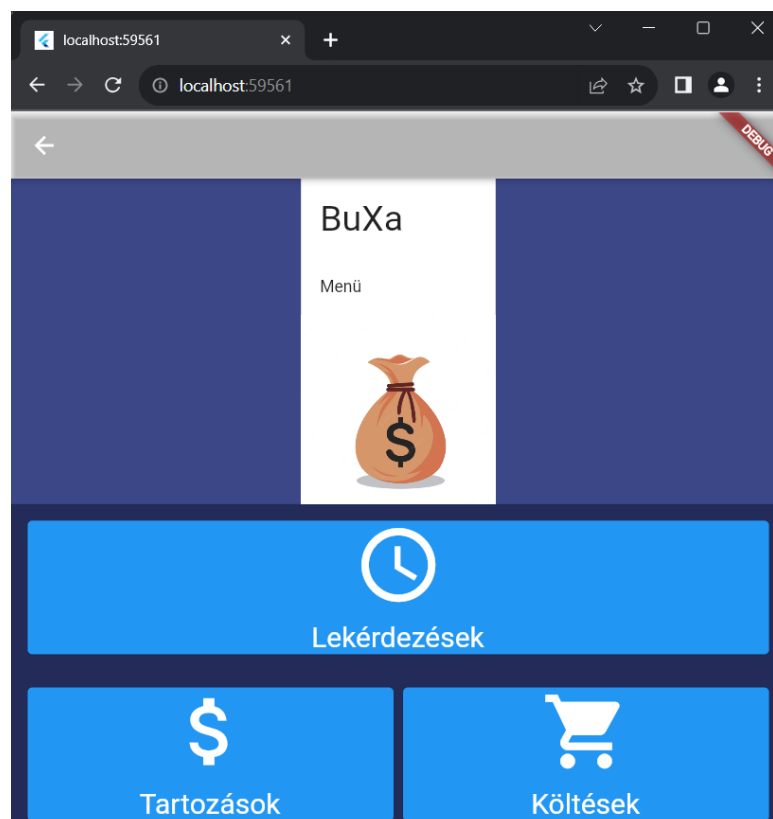 localhost:59561
localhost:59561
DEBUG
BuXa
Menü
$
Lekérdezések
$
Tartozások
Költések